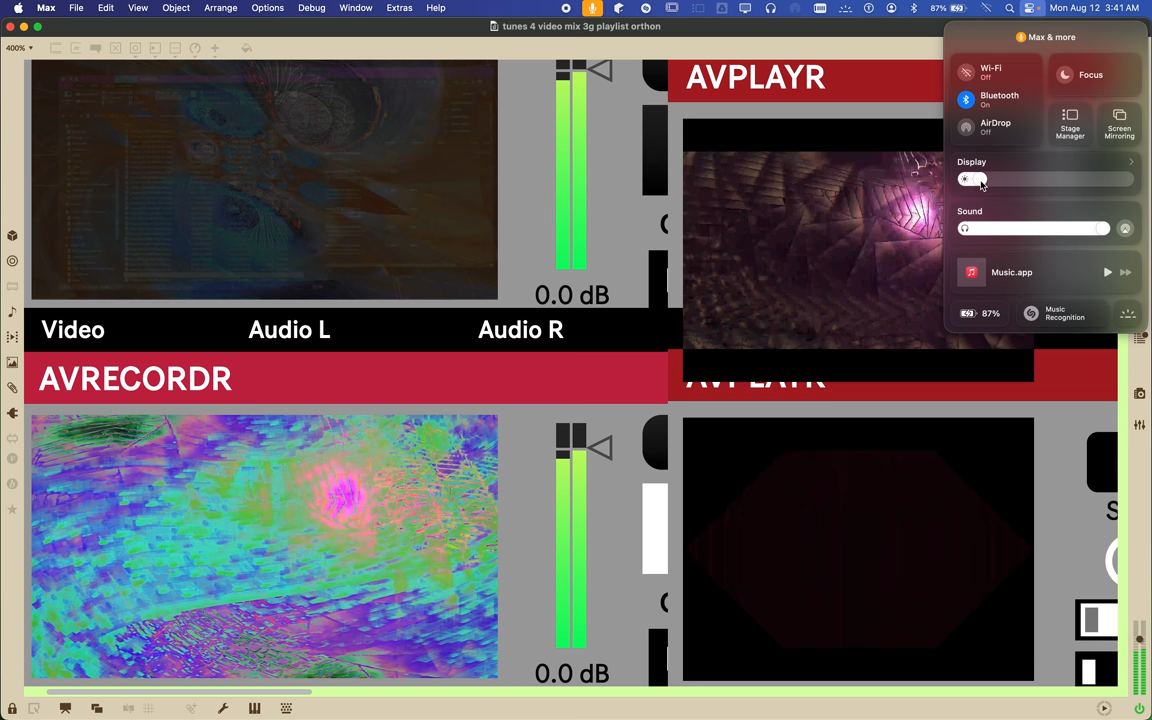 Max File Edit View Object Arrange Options Debug Window Extras Help
87% Mon Aug 12 3:41 AM
tunes 4 video mix 3g playlist orthon
400%
Max & more
Wi-Fi
Off
Bluetooth
On
AirDrop
Off
Focus
Stage
Manager
Screen
Mirroring
Display
Sound
Music.app
87%
Music
Recognition
AVPLAYR
0.0 dB
Video Audio L Audio R
AVRECORDR
AVPLAYR
0.0 dB